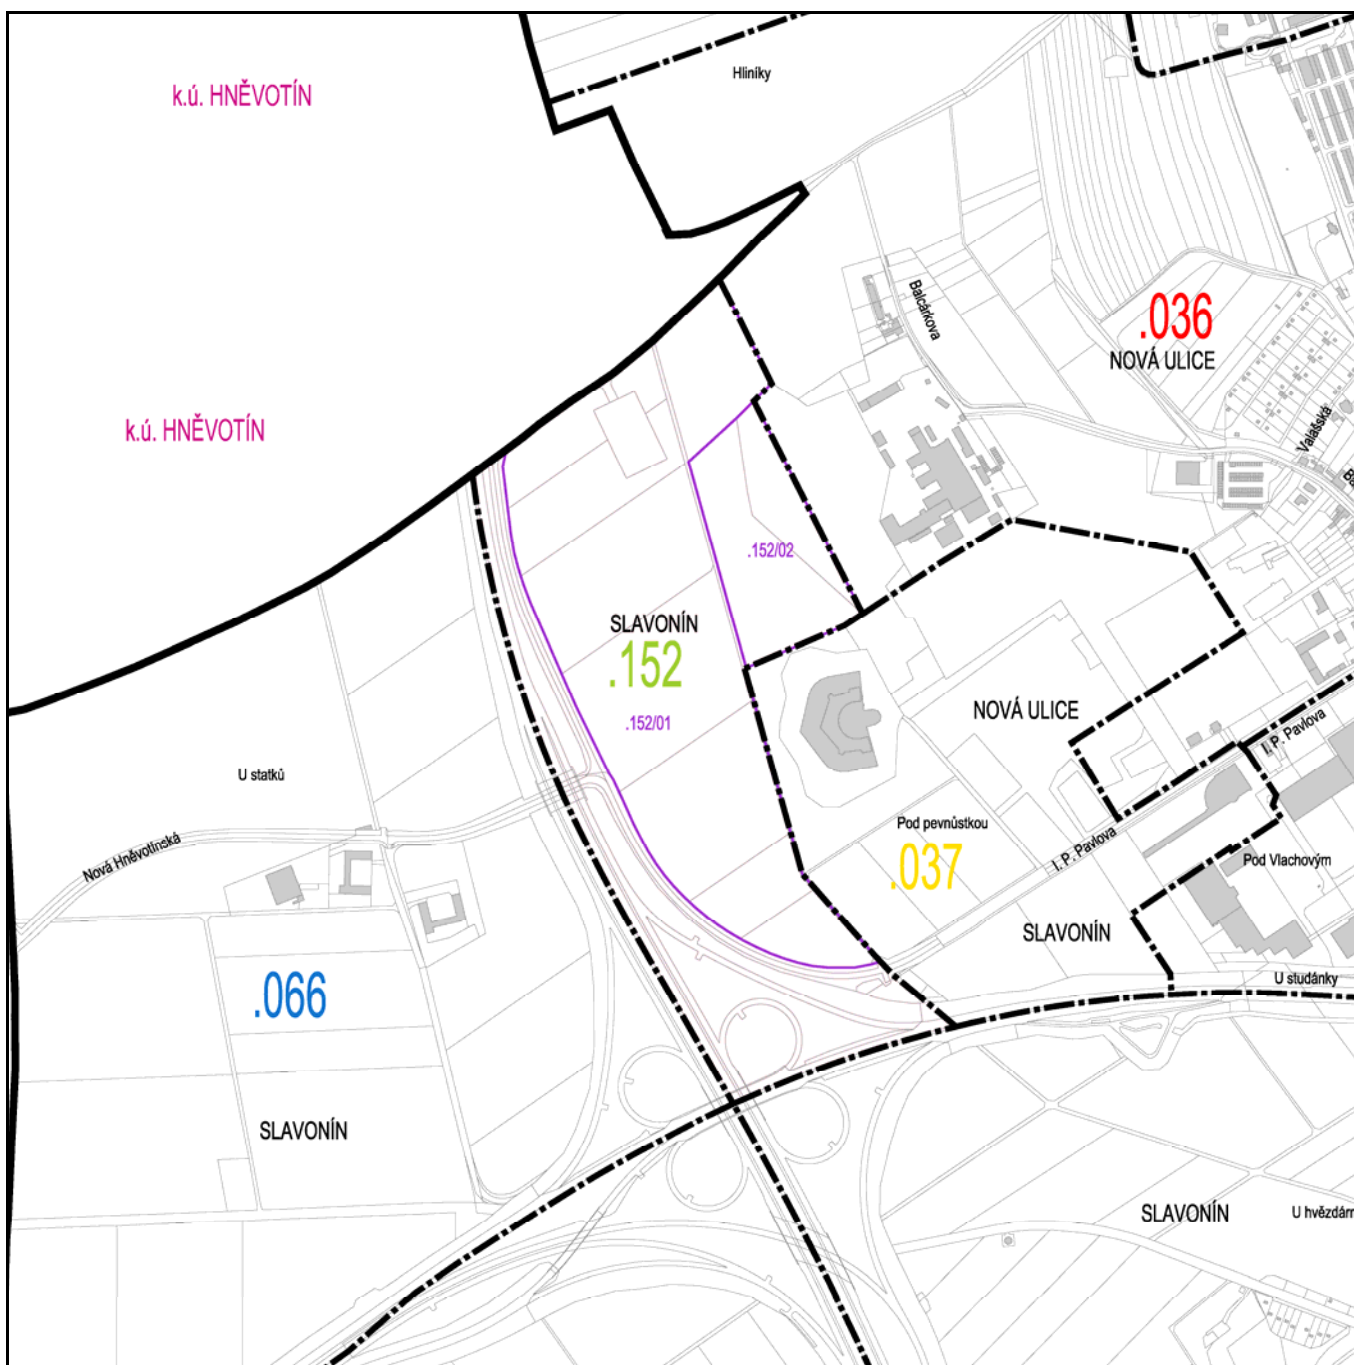 Hliníky
k.ú. HNĚVOTÍN
Balcárkova
.036
NOVÁ ULICE
k.ú. HNĚVOTÍN
Valašská
.152/02
SLAVONÍN
.152
.152/01
NOVÁ ULICE
I. P. Pavlova
U statků
Nová Hněvotínská
Pod pevnůstkou
.037
I. P. Pavlova
Pod Vlachovým
SLAVONÍN
U studánky
.066
SLAVONÍN
SLAVONÍN
U hvězdárn